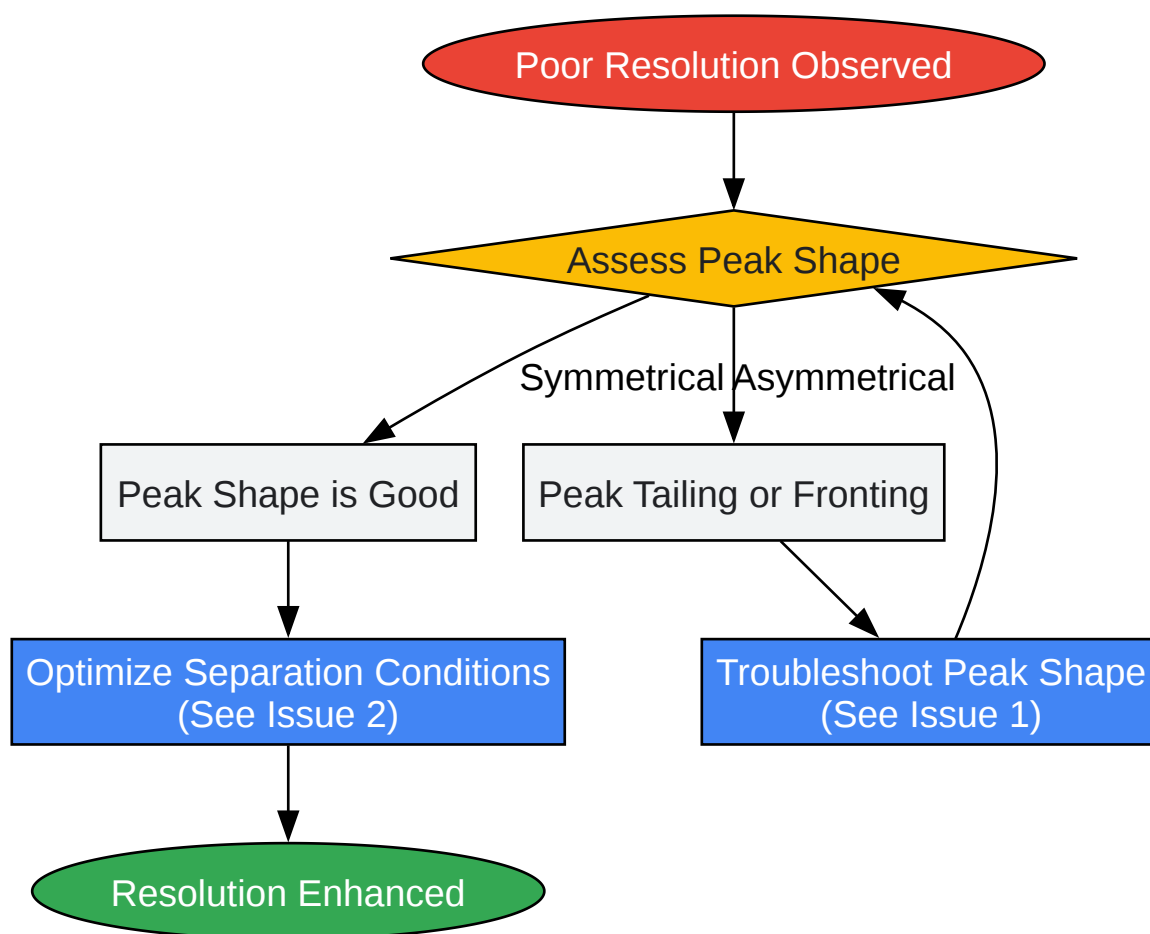 Poor Resolution Observed
Assess Peak Shape
Symmetrical
Asymmetrical
Peak Shape is Good
Peak Tailing or Fronting
Optimize Separation Conditions
(See Issue 2)
Troubleshoot Peak Shape
(See Issue 1)
Resolution Enhanced